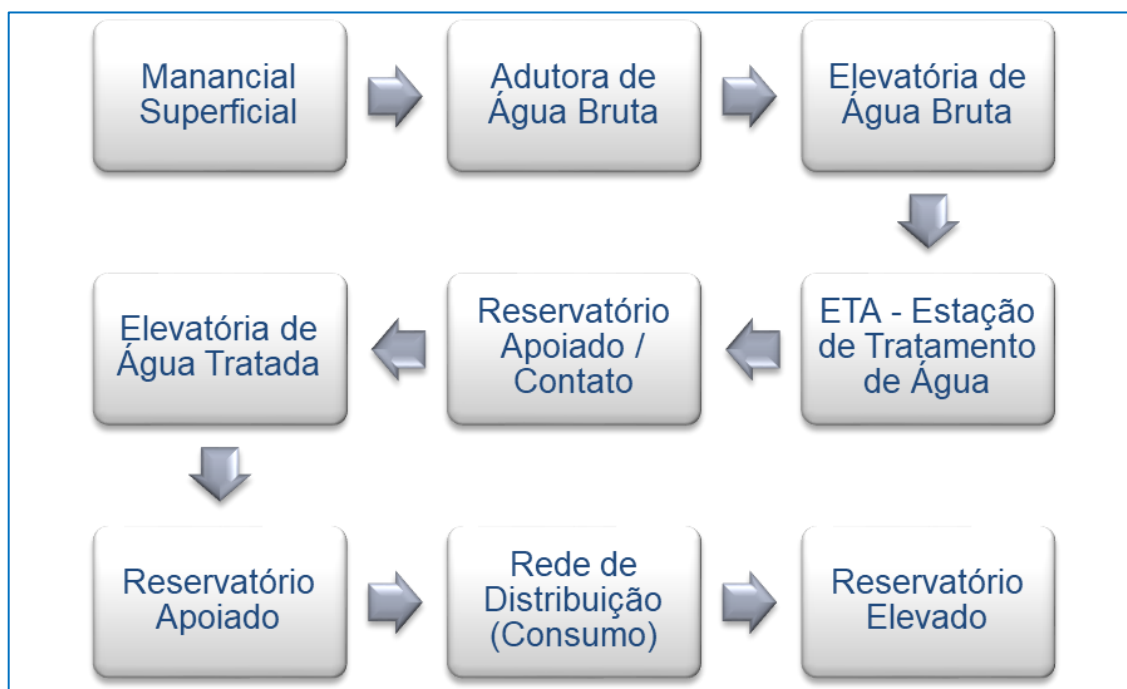 Manancial
Superficial
Adutora de
Água Bruta
Elevatória de
Água Bruta
ETA - Estação
de Tratamento
de Água
Reservatório
Apoiado /
Contato
Elevatória de
Água Tratada
Reservatório
Apoiado
Rede de
Distribuição
(Consumo)
Reservatório
Elevado